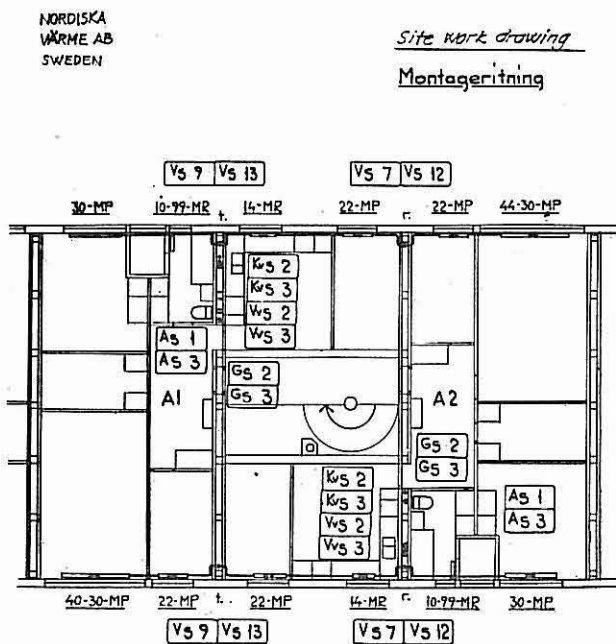 NORDISKA
VÄRME AB
SWEDEN
Site work drawing
Montageritning
Vs 9 Vs 13 Vs 7 Vs 12
30-MP 10-99-MR t. 14-MR 22-MP r. 22-MP 44-30-MP
Kvs 2
Kvs 3
Vvs 2
Vvs 3
As 1
As 3
Gs 2
Gs 3
A1
A2
Gs 2
Gs 3
Kvs 2
Kvs 3
Vvs 2
Vvs 3
As 1
As 3
40-30-MP 22-MP t. 22-MP 14-MR r. 10-99-MR 30-MP
Vs 9 Vs 13 Vs 7 Vs 12